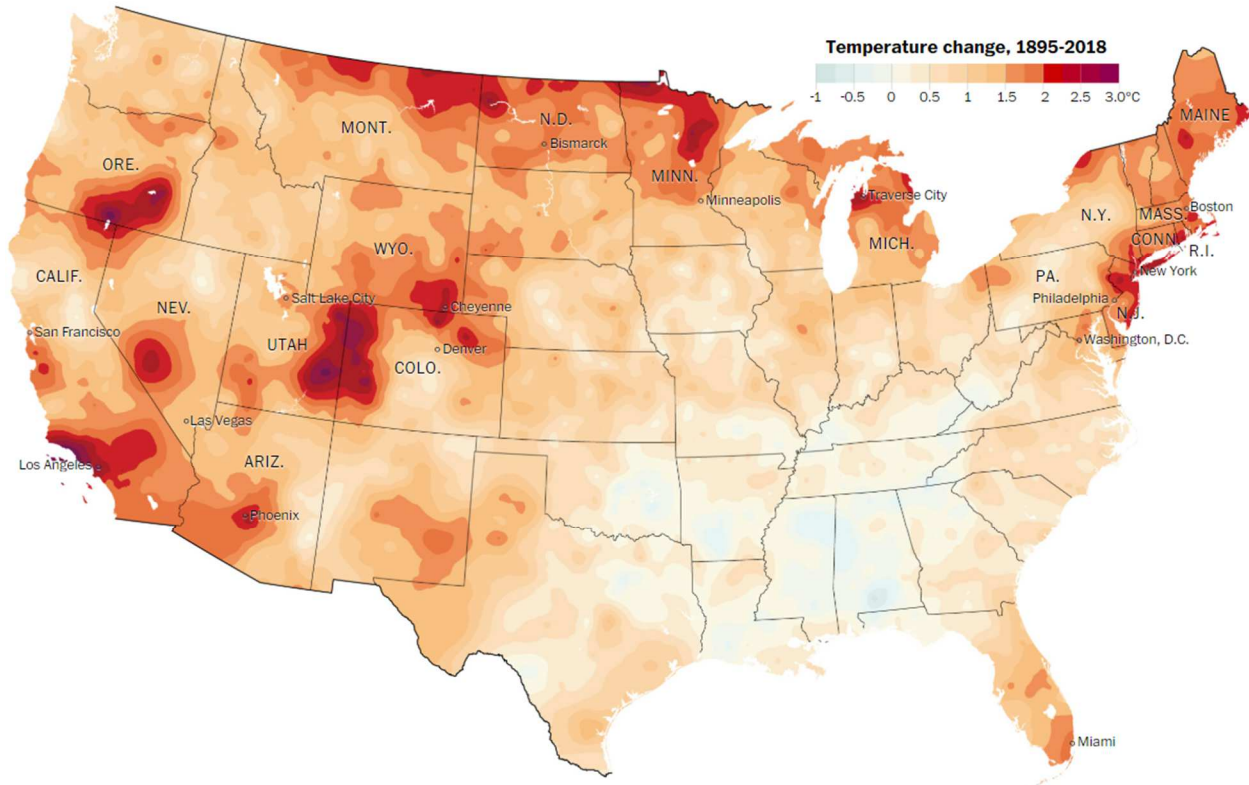 Temperature change, 1895-2018
-1 -0.5 0 0.5 1 1.5 2 2.5 3.0°C
MAINE
MONT.
N.D.
Bismarck
ORE.
MINN.
Minneapolis
Traverse City
Boston
N.Y.
MASS.
WYO.
MICH.
CONN.
R.I.
CALIF.
PA.
New York
Salt Lake City
Cheyenne
Philadelphia
NEV.
N.J.
San Francisco
UTAH
Denver
Washington, D.C.
COLO.
Las Vegas
Los Angeles
ARIZ.
Phoenix
Miami